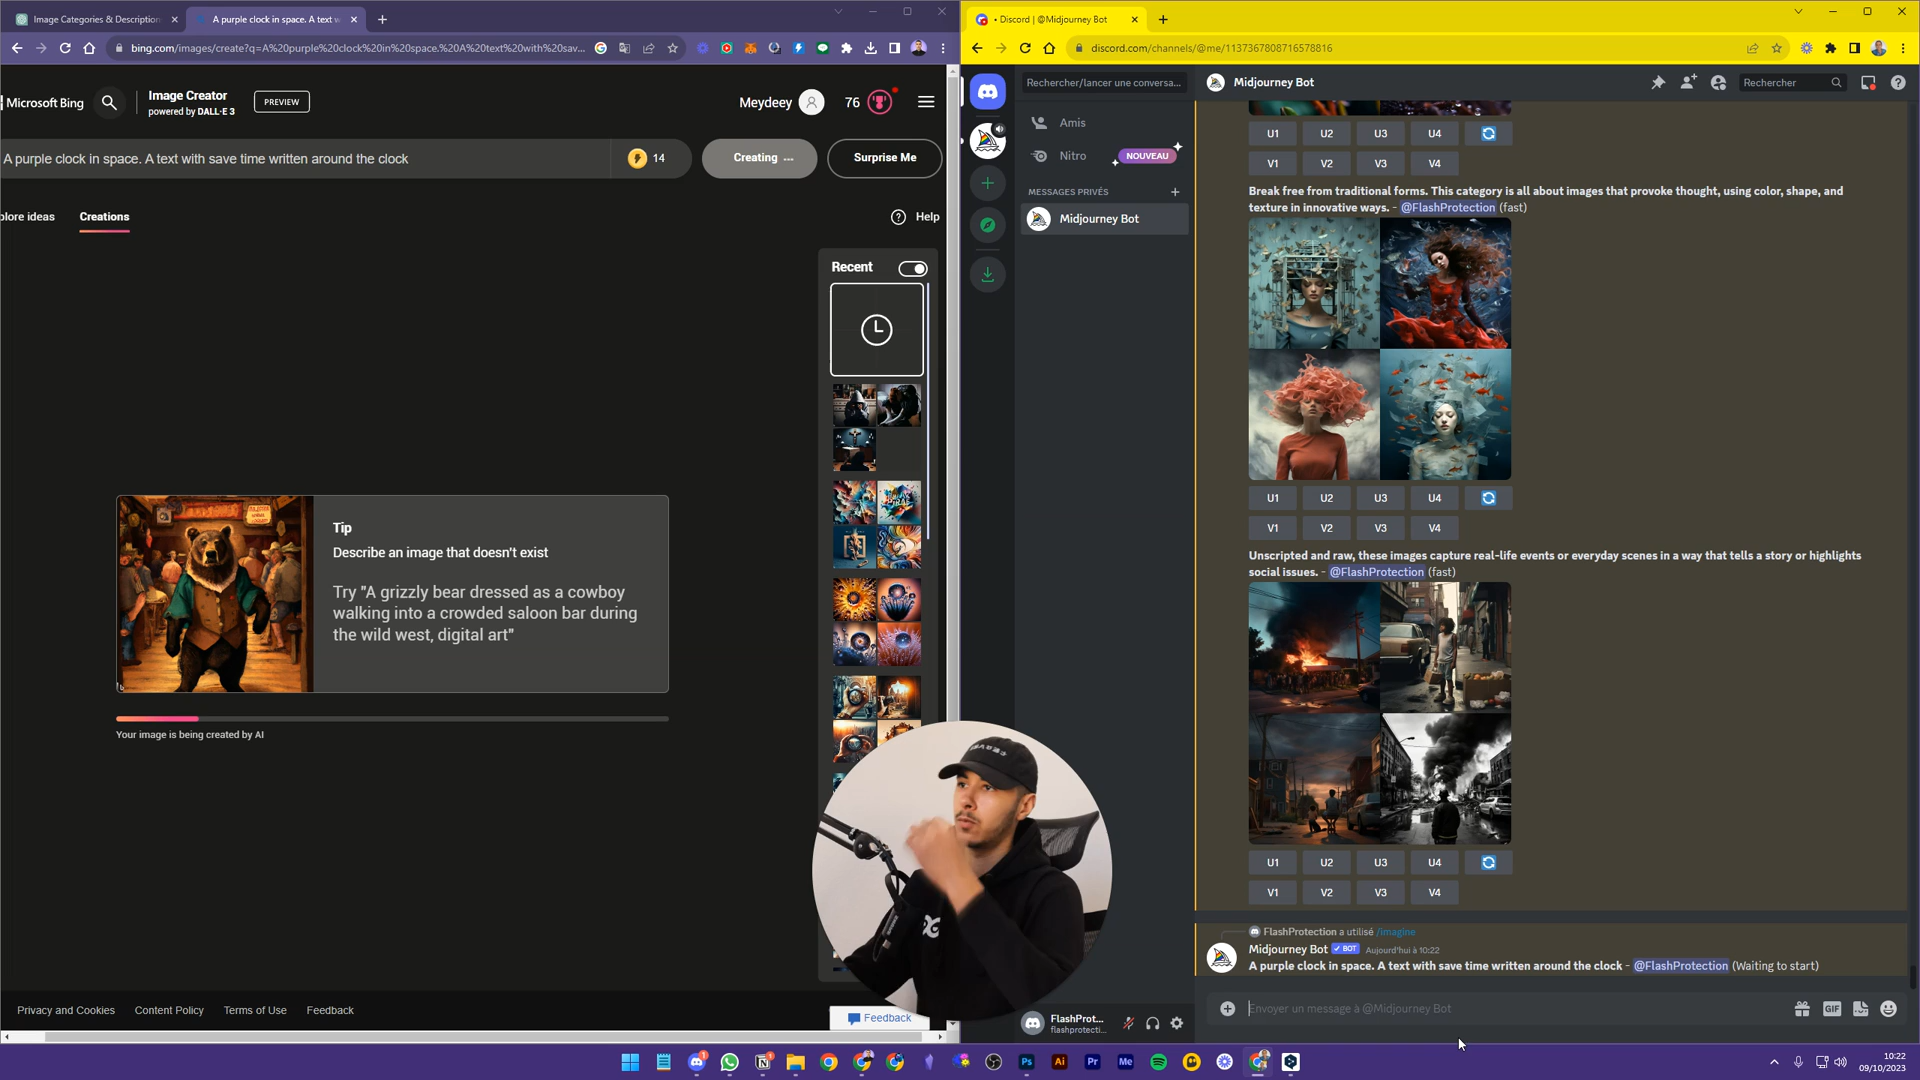 Image Categories & Description
A purple clock in space. A text w
Discord | @Midjourney Bot
bing.com/images/create?q=A%20purple%20clock%20in%20space.%20A%20text%20with%20sav...
discord.com/channels/@me/1137367808716578816
Microsoft Bing
Image Creator
powered by DALL·E 3
PREVIEW
Meydeey
76
A purple clock in space. A text with save time written around the clock
14
Creating ...
Surprise Me
plore ideas
Creations
Help
Recent
Tip
Describe an image that doesn't exist
Try "A grizzly bear dressed as a cowboy
walking into a crowded saloon bar during
the wild west, digital art"
Your image is being created by AI
Privacy and Cookies
Content Policy
Terms of Use
Feedback
Feedback
Rechercher/lancer une conversa...
Midjourney Bot
Rechercher
Amis
Nitro
NOUVEAU
MESSAGES PRIVÉS
Midjourney Bot
U1 U2 U3 U4
V1 V2 V3 V4
Break free from traditional forms. This category is all about images that provoke thought, using color, shape, and
texture in innovative ways. - @FlashProtection (fast)
U1 U2 U3 U4
V1 V2 V3 V4
Unscripted and raw, these images capture real-life events or everyday scenes in a way that tells a story or highlights
social issues. - @FlashProtection (fast)
U1 U2 U3 U4
V1 V2 V3 V4
FlashProtection a utilisé /imagine
Midjourney Bot BOT Aujourd'hui à 10:22
A purple clock in space. A text with save time written around the clock - @FlashProtection (Waiting to start)
Envoyer un message à @Midjourney Bot
GIF
FlashProt...
flashprotecti...
Ps
Ai
Pr
Me
10:22
09/10/2023